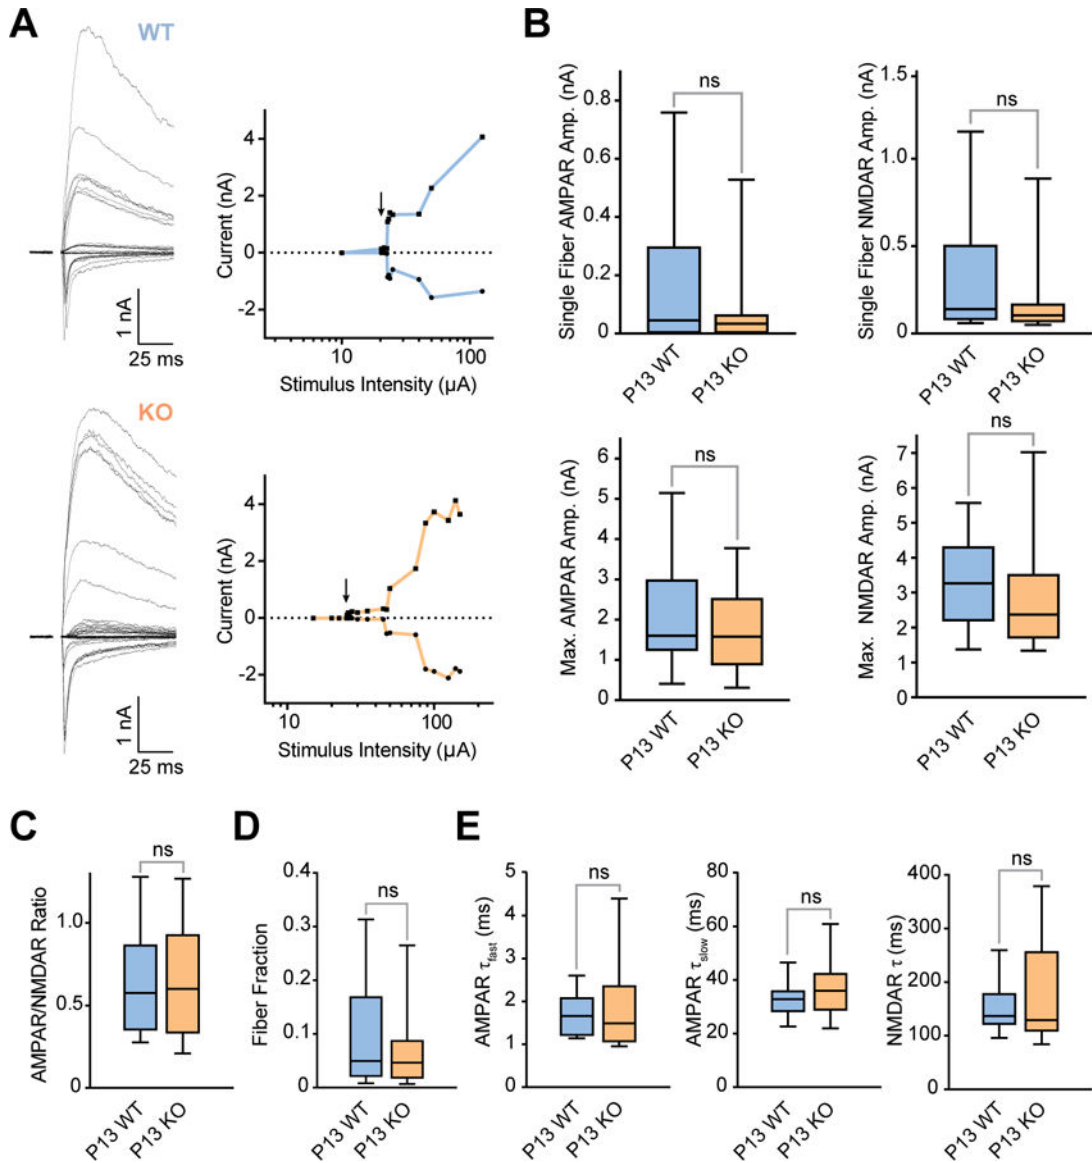 A
WT
1 nA
25 ms
Current (nA)
4
2
0
-2
10
100
Stimulus Intensity (µA)
KO
1 nA
25 ms
Current (nA)
4
2
0
-2
10
100
Stimulus Intensity (µA)
B
Single Fiber AMPAR Amp. (nA)
0.8
0.6
0.4
0.2
0
ns
P13 WT
P13 KO
Single Fiber NMDAR Amp. (nA)
1.5
1.0
0.5
0
ns
P13 WT
P13 KO
Max. AMPAR Amp. (nA)
6
5
4
3
2
1
0
ns
P13 WT
P13 KO
Max. NMDAR Amp. (nA)
7
6
5
4
3
2
1
0
ns
P13 WT
P13 KO
C
AMPAR/NMDAR Ratio
1.0
0.5
0
ns
P13 WT
P13 KO
D
Fiber Fraction
0.4
0.3
0.2
0.1
0
ns
P13 WT
P13 KO
E
AMPAR τfast (ms)
5
4
3
2
1
0
ns
P13 WT
P13 KO
AMPAR τslow (ms)
80
60
40
20
0
ns
P13 WT
P13 KO
NMDAR τ (ms)
400
300
200
100
0
ns
P13 WT
P13 KO